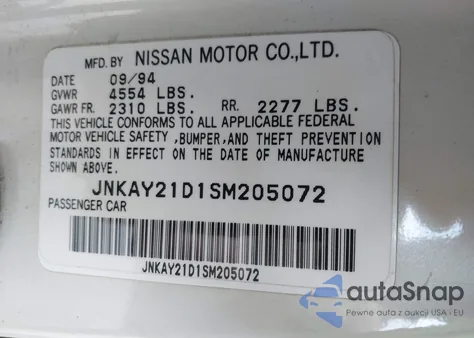 MFD. BY NISSAN MOTOR CO.,LTD.
DATE 09/94
GVWR 4554 LBS.
GAWR FR. 2310 LBS. RR. 2277 LBS.
THIS VEHICLE CONFORMS TO ALL APPLICABLE FEDERAL
MOTOR VEHICLE SAFETY ,BUMPER,AND THEFT PREVENTION
STANDARDS IN EFFECT ON THE DATE OF MANUFACTURE
SHOWN ABOVE.
JNKAY21D1SM205072
PASSENGER CAR
JNKAY21D1SM205072
autaSnap
Pewne auta z aukcji USA i EU